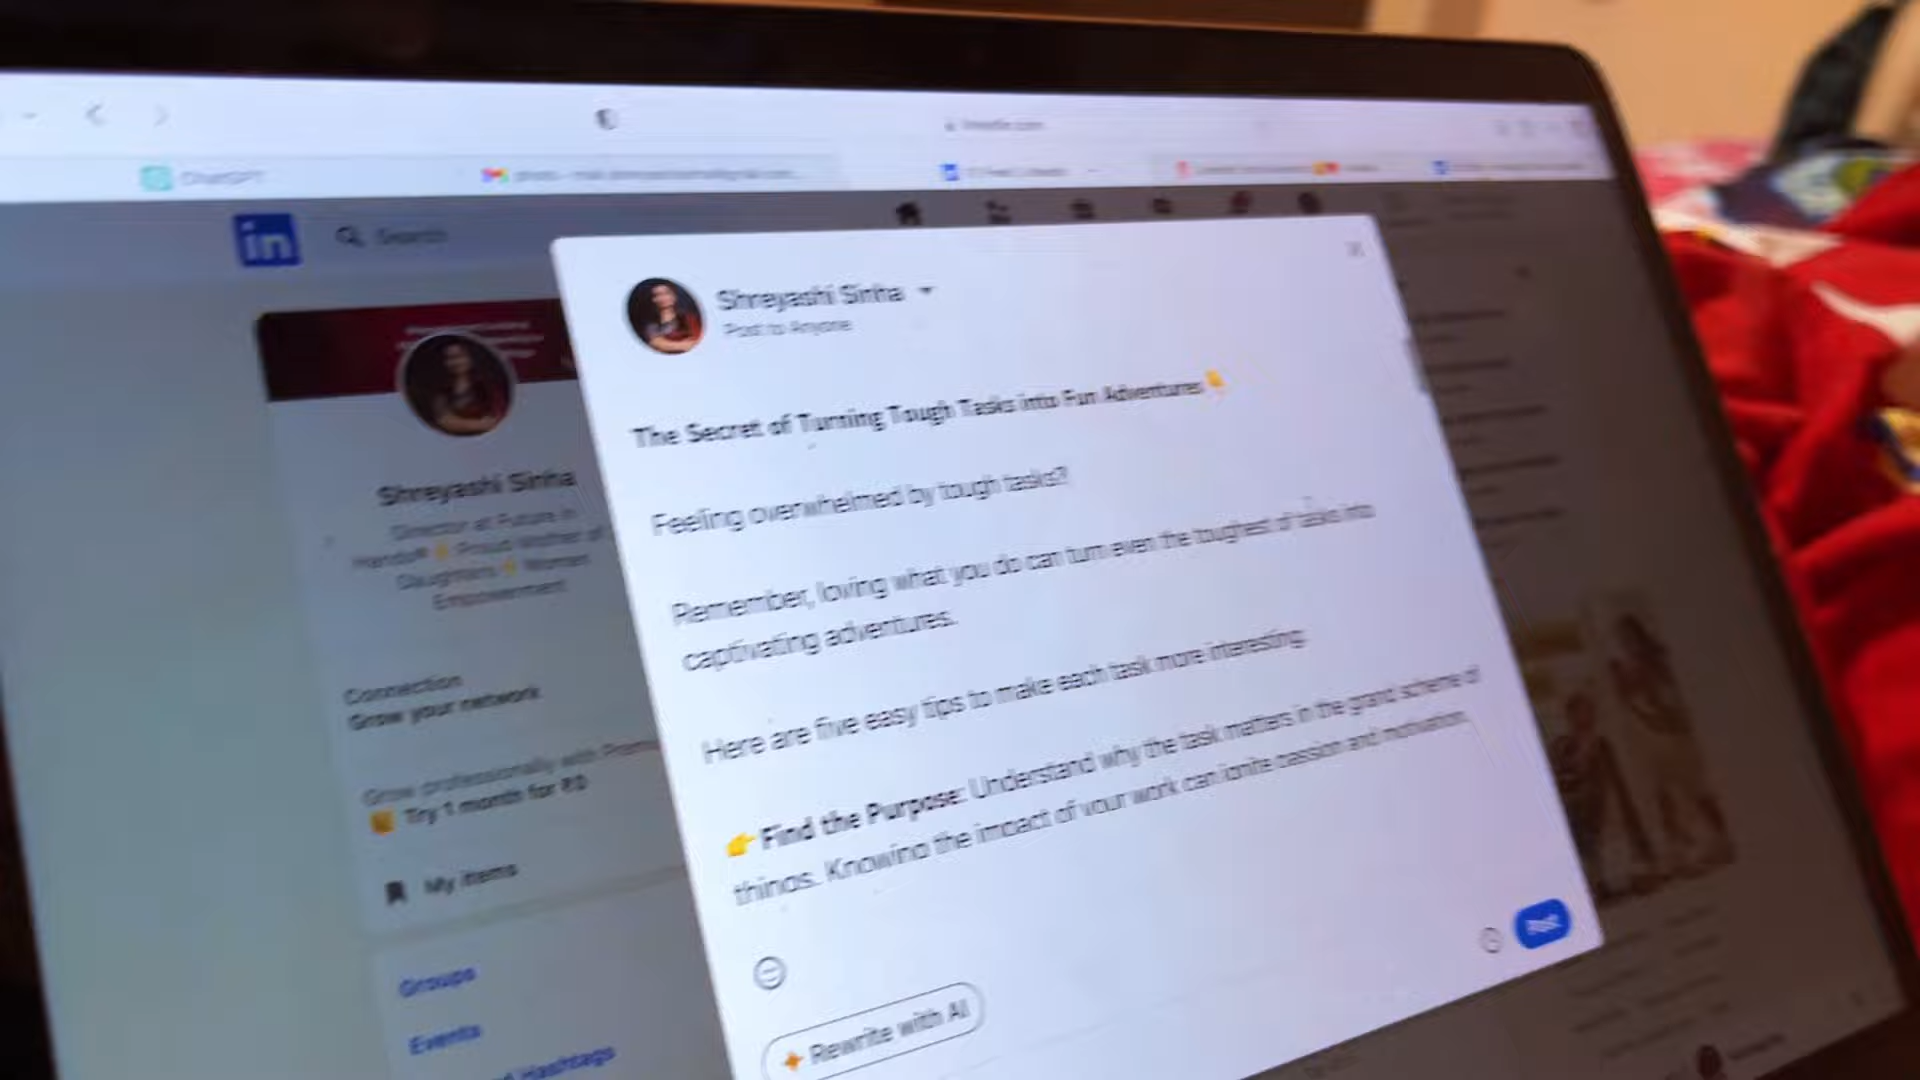 ChatGPT
in
Search
Shreyashi Sinha
Post to Anyone
The Secret of Turning Tough Tasks into Fun Adventures
Feeling overwhelmed by tough tasks?
Remember, loving what you do can turn even the toughest of tasks into
captivating adventures.
Here are five easy tips to make each task more interesting:
👉Find the Purpose: Understand why the task matters in the grand scheme of
things. Knowing the impact of your work can ignite passion and motivation.
Post
Rewrite with AI
Shreyashi Sinha
Director at Future in
Hands Proud Mother of
Daughters Women
Empowerment
Connection
Grow your network
Grow professionally with
Try 1 month for ₹0
My items
Groups
Events
Hashtags